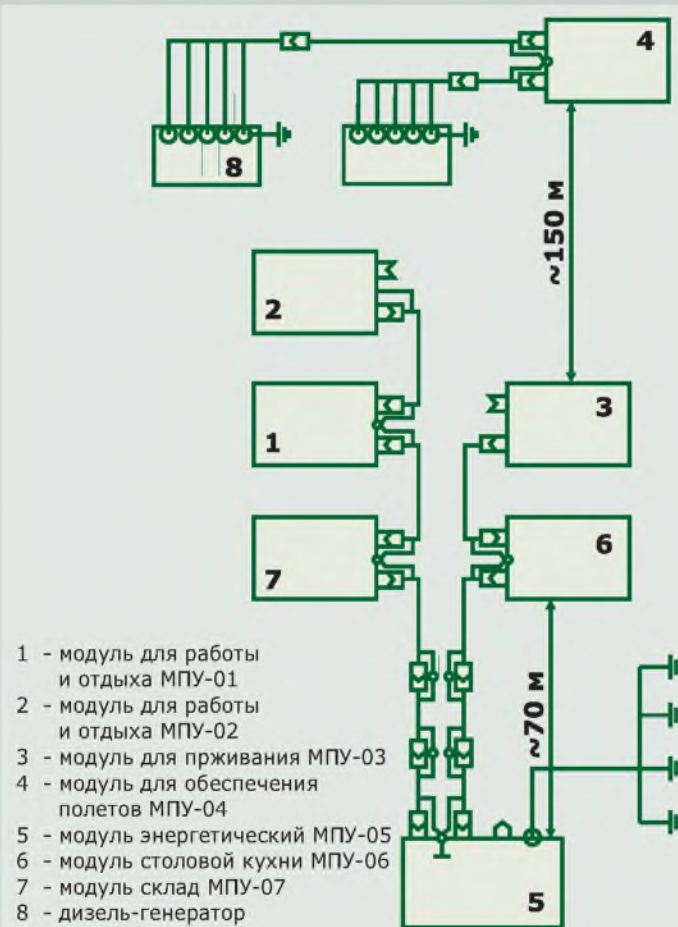 4
8
~150 м
2
1
3
7
6
~70 м
5
1 - модуль для работы
и отдыха МПУ-01
2 - модуль для работы
и отдыха МПУ-02
3 - модуль для прживания МПУ-03
4 - модуль для обеспечения
полетов МПУ-04
5 - модуль энергетический МПУ-05
6 - модуль столовой кухни МПУ-06
7 - модуль склад МПУ-07
8 - дизель-генератор